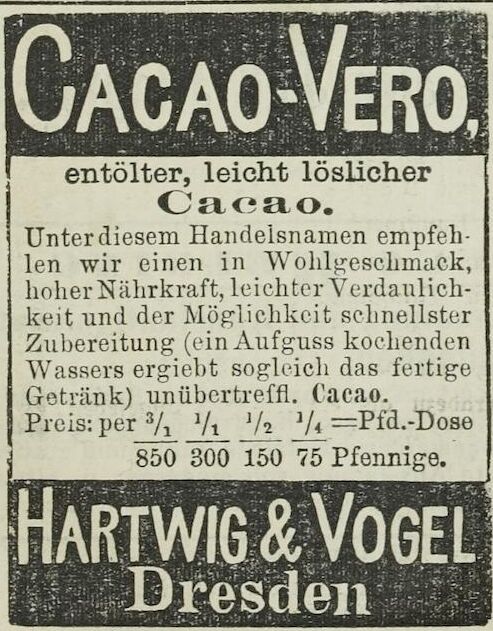 CACAO-VERO,
entölter, leicht löslicher
Cacao.
Unter diesem Handelsnamen empfeh-
len wir einen in Wohlgeschmack,
hoher Nährkraft, leichter Verdaulich-
keit und der Möglichkeit schnellster
Zubereitung (ein Aufguss kochenden
Wassers ergiebt sogleich das fertige
Getränk) unübertreffl. Cacao.
Preis: per 3/1 1/1 1/2 1/4 =Pfd.-Dose
850 300 150 75 Pfennige.
HARTWIG & VOGEL
Dresden